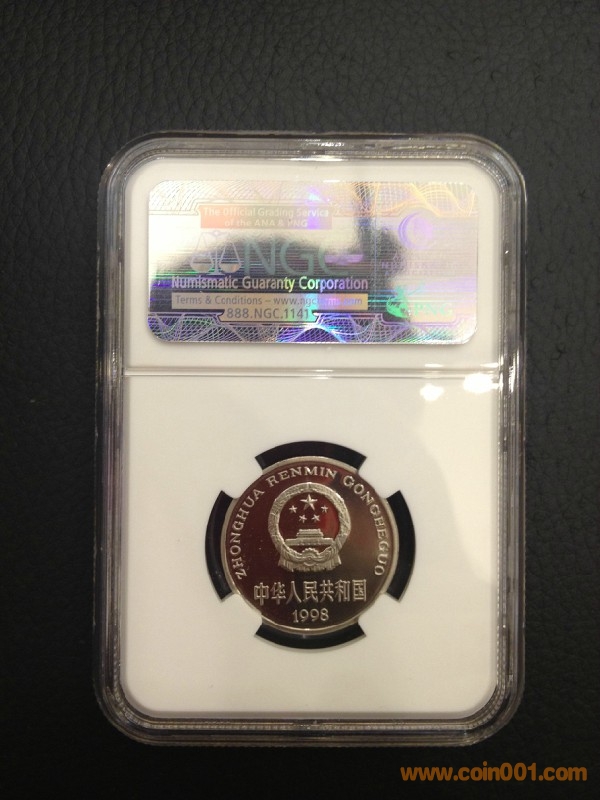 The Official Grading Service
of the ANA & PNG
NGC
Numismatic Guaranty Corporation
Terms & Conditions – www.ngccoin.com
888.NGC.1141
ZHONGHUA RENMIN GONGHEGUO
中华人民共和国
1998
www.coin001.com